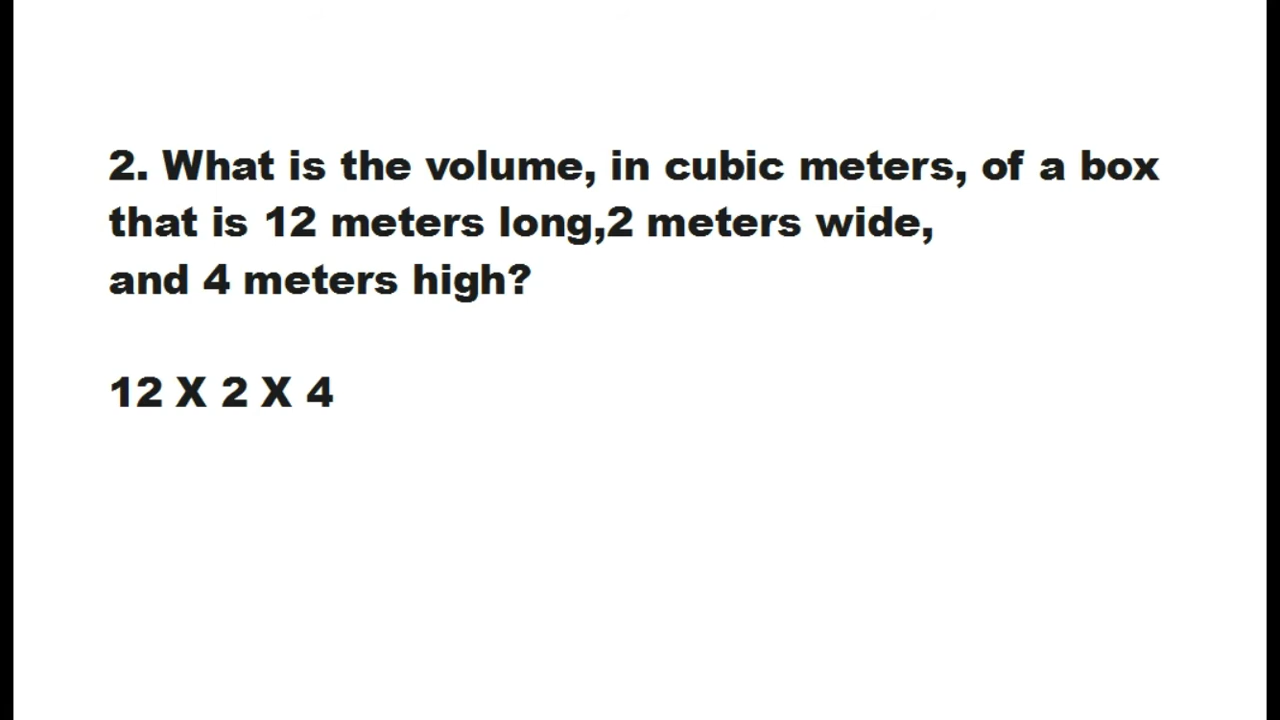 2. What is the volume, in cubic meters, of a box
that is 12 meters long,2 meters wide,
and 4 meters high?
12 X 2 X 4